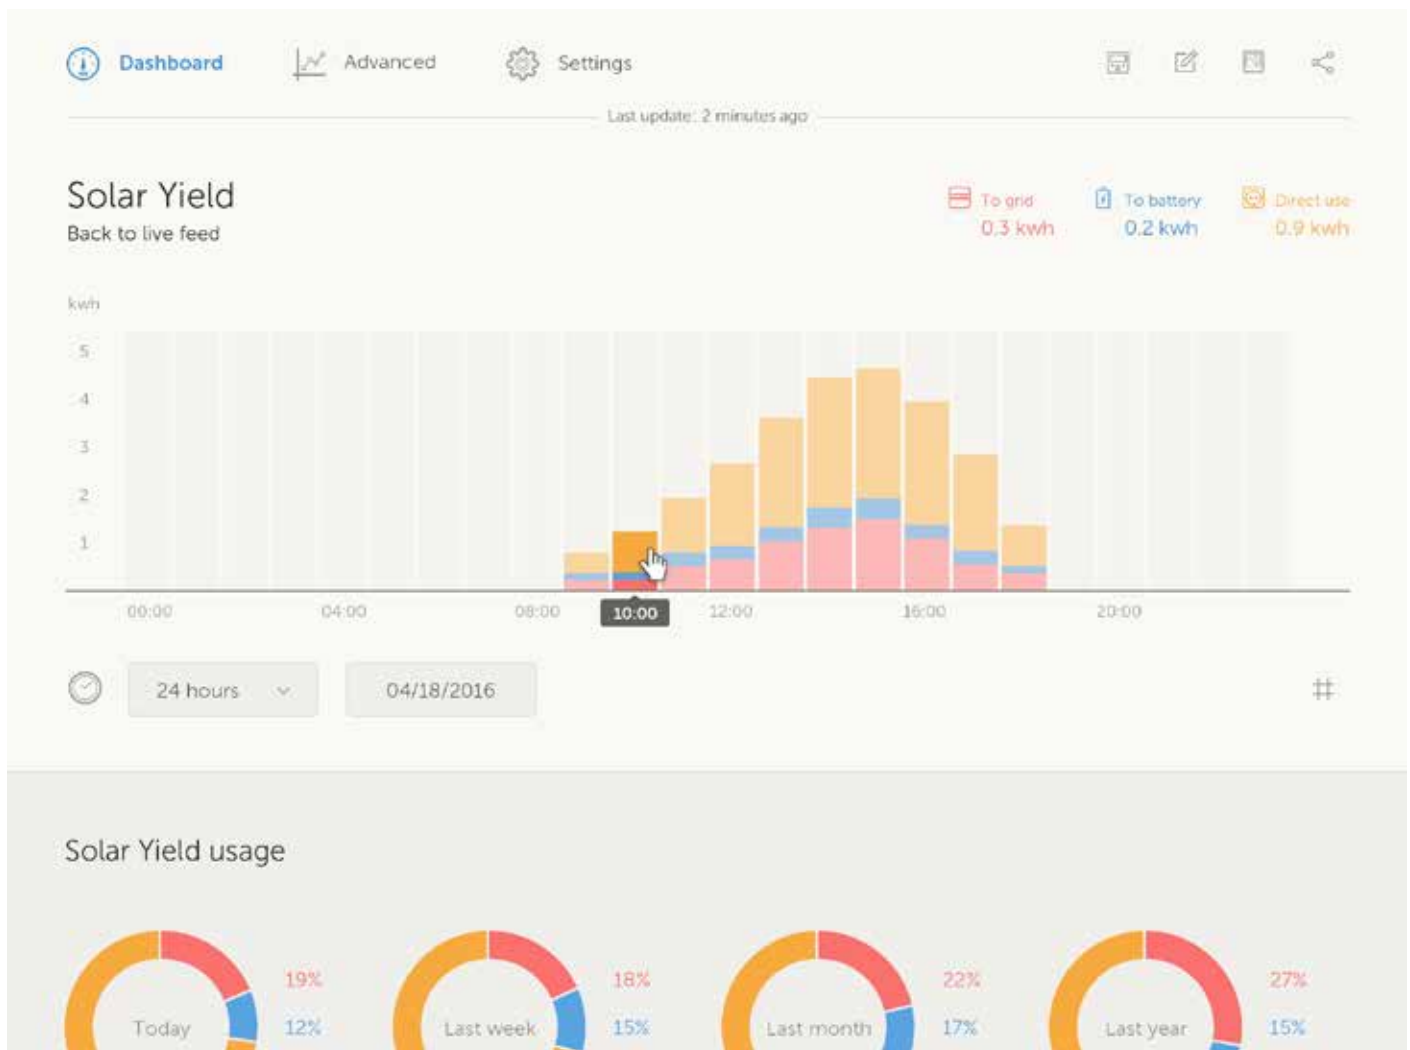 Dashboard
Advanced
Settings
Last update: 2 minutes ago
Solar Yield
Back to live feed
To grid
0.3 kwh
To battery
0.2 kwh
Direct use
0.9 kwh
kwh
5
4
3
2
1
00:00
04:00
08:00
10:00
12:00
16:00
20:00
24 hours
04/18/2016
Solar Yield usage
Today
19%
12%
Last week
18%
15%
Last month
22%
17%
Last year
27%
15%